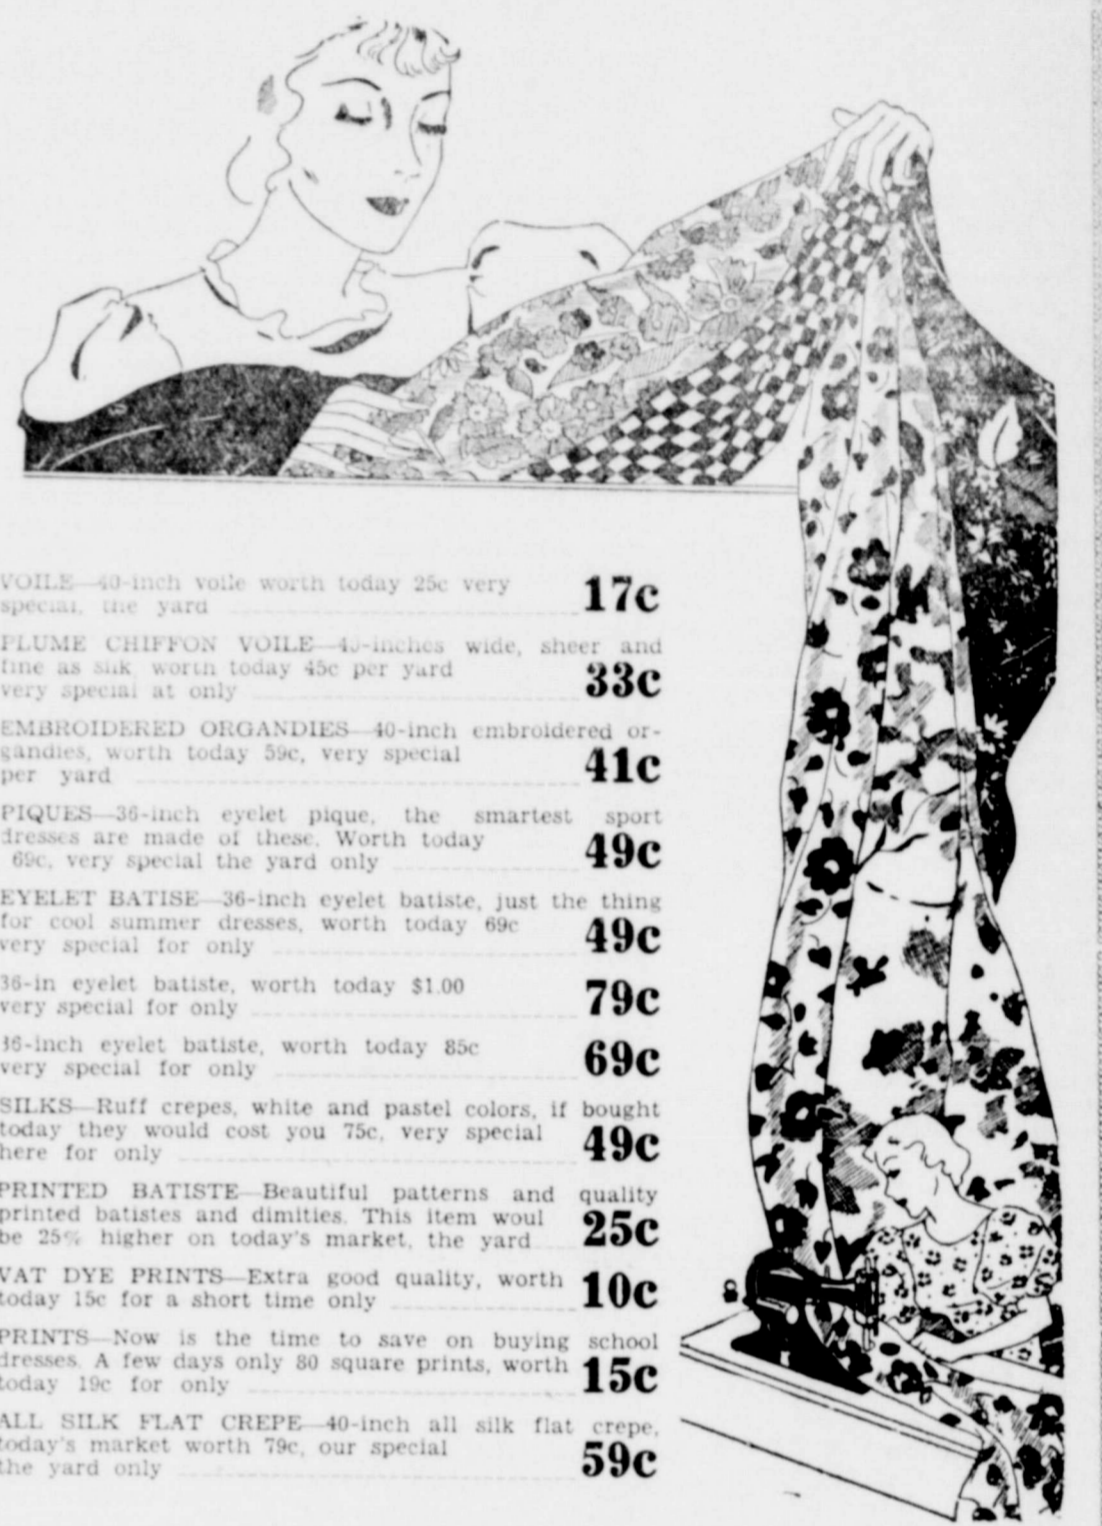 VOILE—40-inch voile worth today 25c very
special, the yard 17c
PLUME CHIFFON VOILE—40-inches wide, sheer and
fine as silk worth today 45c per yard
very special at only 33c
EMBROIDERED ORGANDIES—40-inch embroidered or-
gandies, worth today 59c, very special
per yard 41c
PIQUES—36-inch eyelet pique, the smartest sport
dresses are made of these. Worth today
69c, very special the yard only 49c
EYELET BATISE—36-inch eyelet batiste, just the thing
for cool summer dresses, worth today 69c
very special for only 49c
36-in eyelet batiste, worth today $1.00
very special for only 79c
36-inch eyelet batiste, worth today 85c
very special for only 69c
SILKS—Ruff crepes, white and pastel colors, if bought
today they would cost you 75c, very special
here for only 49c
PRINTED BATISTE—Beautiful patterns and quality
printed batistes and dimities. This item woul
be 25% higher on today's market, the yard 25c
VAT DYE PRINTS—Extra good quality, worth
today 15c for a short time only 10c
PRINTS—Now is the time to save on buying school
dresses. A few days only 80 square prints, worth
today 19c for only 15c
ALL SILK FLAT CREPE—40-inch all silk flat crepe,
today's market worth 79c, our special
the yard only 59c